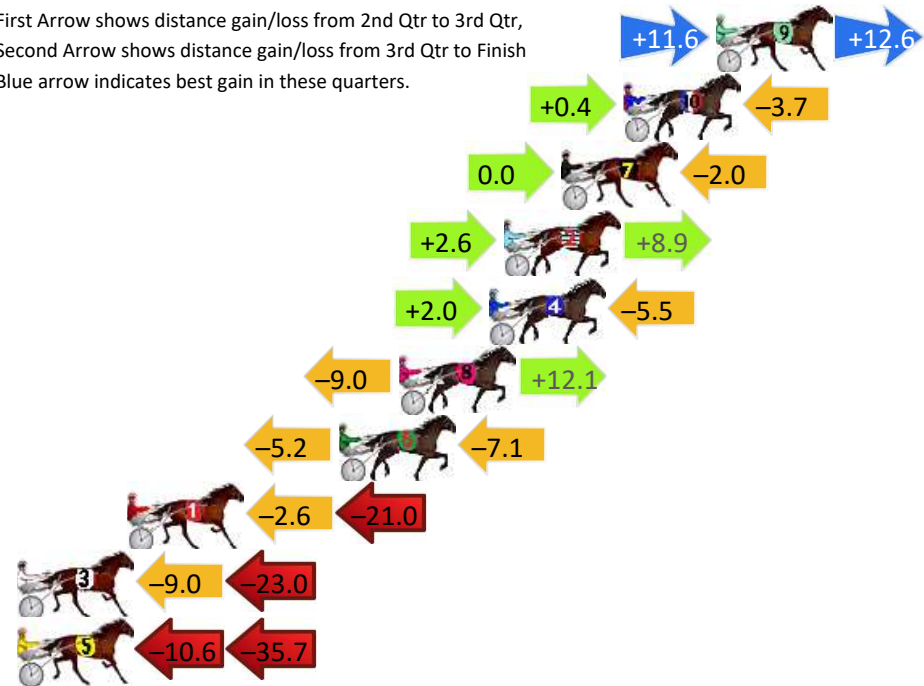 First Arrow shows distance gain/loss from 2nd Qtr to 3rd Qtr,
Second Arrow shows distance gain/loss from 3rd Qtr to Finish
Blue arrow indicates best gain in these quarters.
+11.6 9 +12.6
+0.4 10 –3.7
0.0 7 –2.0
+2.6 2 +8.9
+2.0 4 –5.5
–9.0 8 +12.1
–5.2 6 –7.1
1 –2.6 –21.0
3 –9.0 –23.0
5 –10.6 –35.7